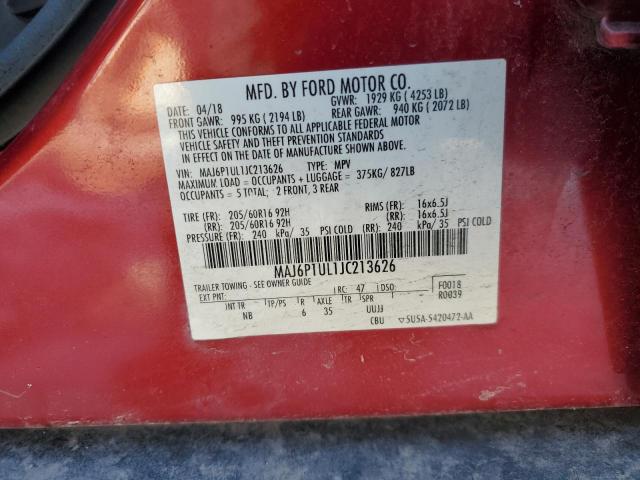 MFD. BY FORD MOTOR CO.
DATE: 04/18 GVWR: 1929 KG ( 4253 LB)
FRONT GAWR: 995 KG ( 2194 LB) REAR GAWR: 940 KG ( 2072 LB)
THIS VEHICLE CONFORMS TO ALL APPLICABLE FEDERAL MOTOR
VEHICLE SAFETY AND THEFT PREVENTION STANDARDS
IN EFFECT ON THE DATE OF MANUFACTURE SHOWN ABOVE.
VIN: MAJ6P1UL1JC213626 TYPE: MPV
MAXIMUM LOAD = OCCUPANTS + LUGGAGE = 375KG/ 827LB
OCCUPANTS = 5 TOTAL; 2 FRONT, 3 REAR
TIRE (FR): 205/60R16 92H RIMS (FR): 16x6.5J
(RR): 205/60R16 92H (RR): 16x6.5J
PRESSURE (FR): 240 kPa/ 35 PSI COLD (RR): 240 kPa/ 35 PSI COLD
MAJ6P1UL1JC213626
TRAILER TOWING - SEE OWNER GUIDE
EXT PNT: RC: 47 DSO: F0018
R0039
INT TR TP/PS R AXLE TR SPR
NB 6 35 UUJJ
CBU 5U5A-5420472-AA